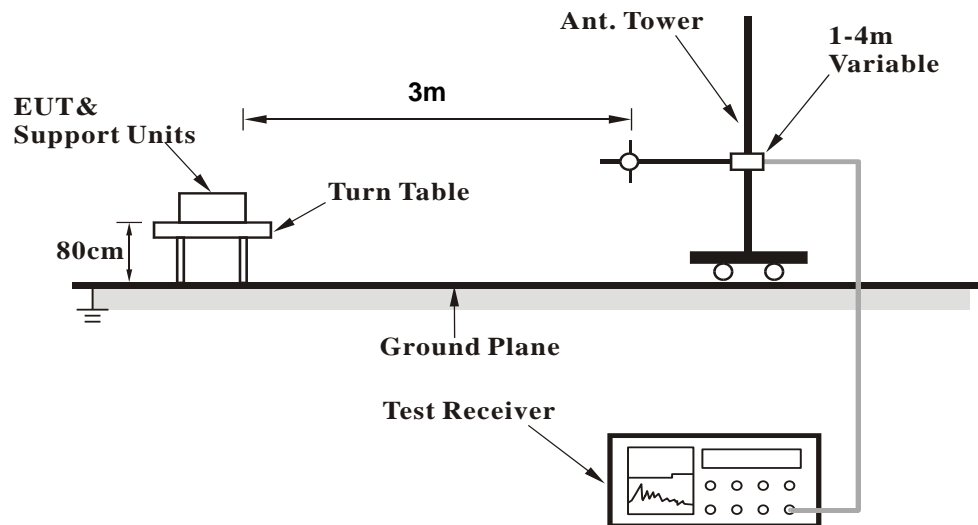 Ant. Tower
1-4m
Variable
3m
EUT&
Support Units
Turn Table
80cm
Ground Plane
Test Receiver